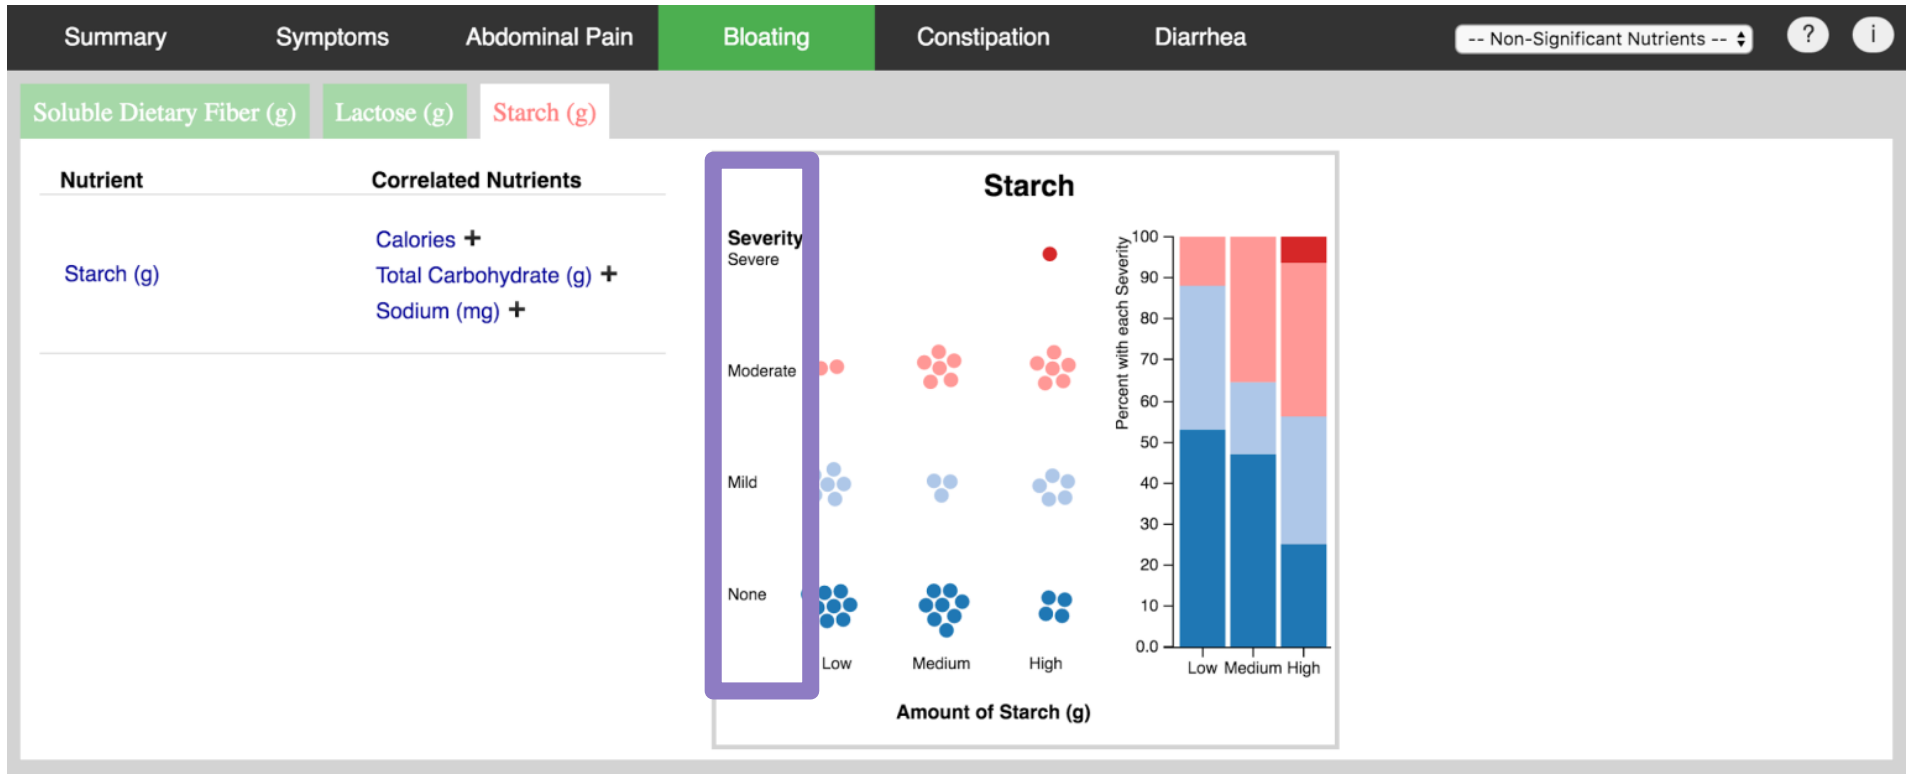 Summary Symptoms Abdominal Pain Bloating Constipation Diarrhea -- Non-Significant Nutrients -- ? i
Soluble Dietary Fiber (g) Lactose (g) Starch (g)
Nutrient Correlated Nutrients
Calories +
Starch (g) Total Carbohydrate (g) +
Sodium (mg) +
Starch
Severity
Severe
Moderate
Mild
None
Low Medium High
Amount of Starch (g)
Percent with each Severity
100
90
80
70
60
50
40
30
20
10
0.0
Low Medium High